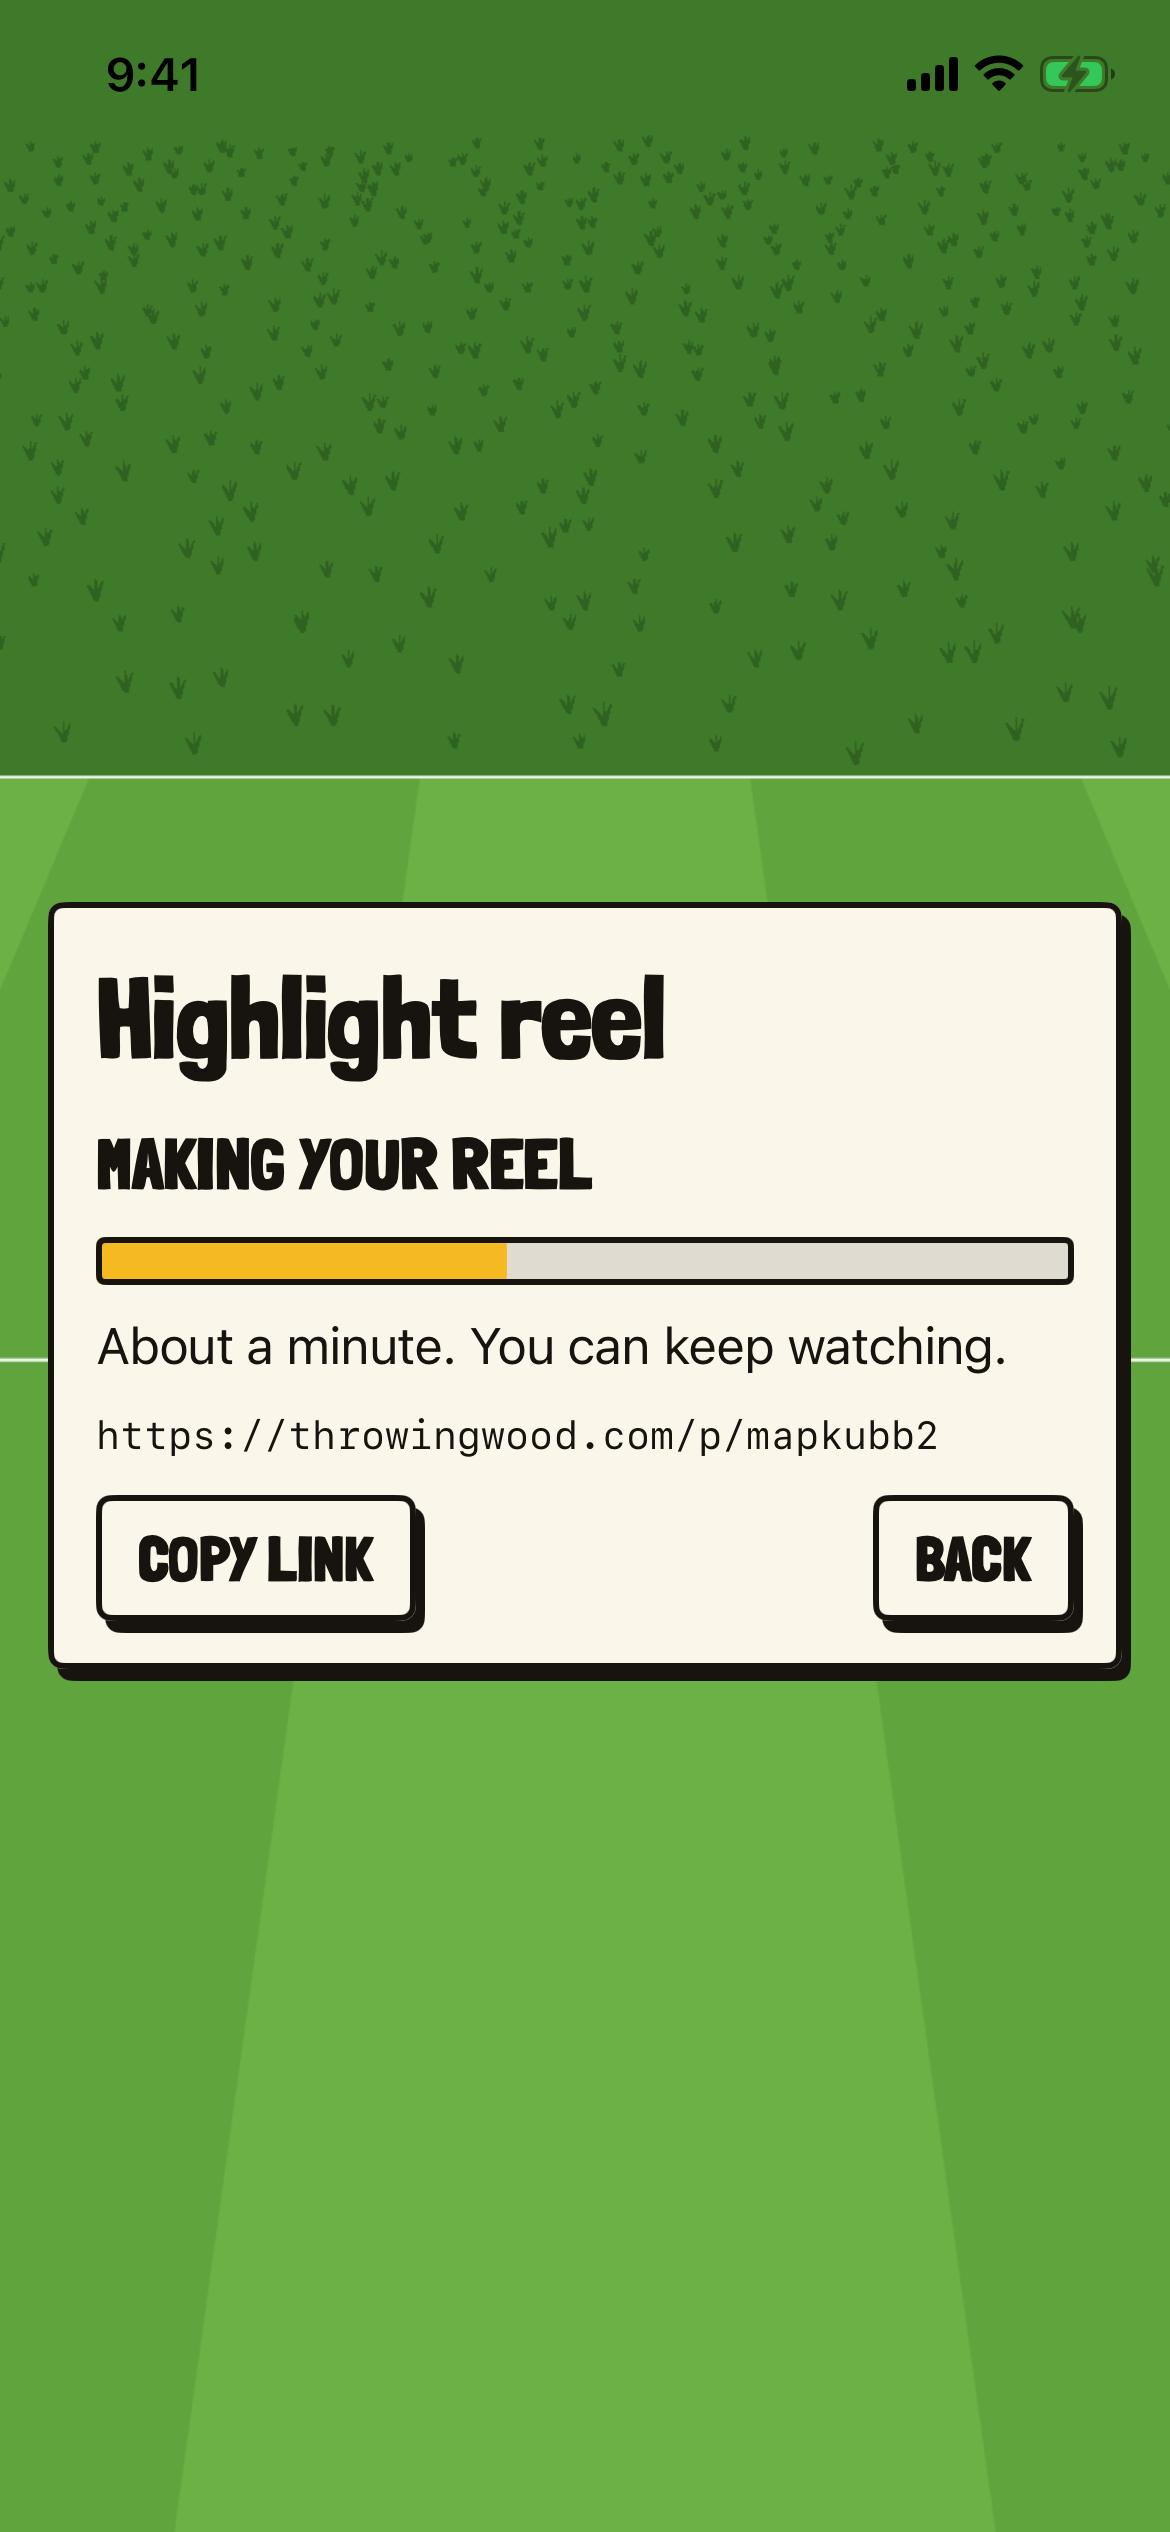 9:41
Highlight reel
MAKING YOUR REEL
About a minute. You can keep watching.
https://throwingwood.com/p/mapkubb2
COPY LINK
BACK